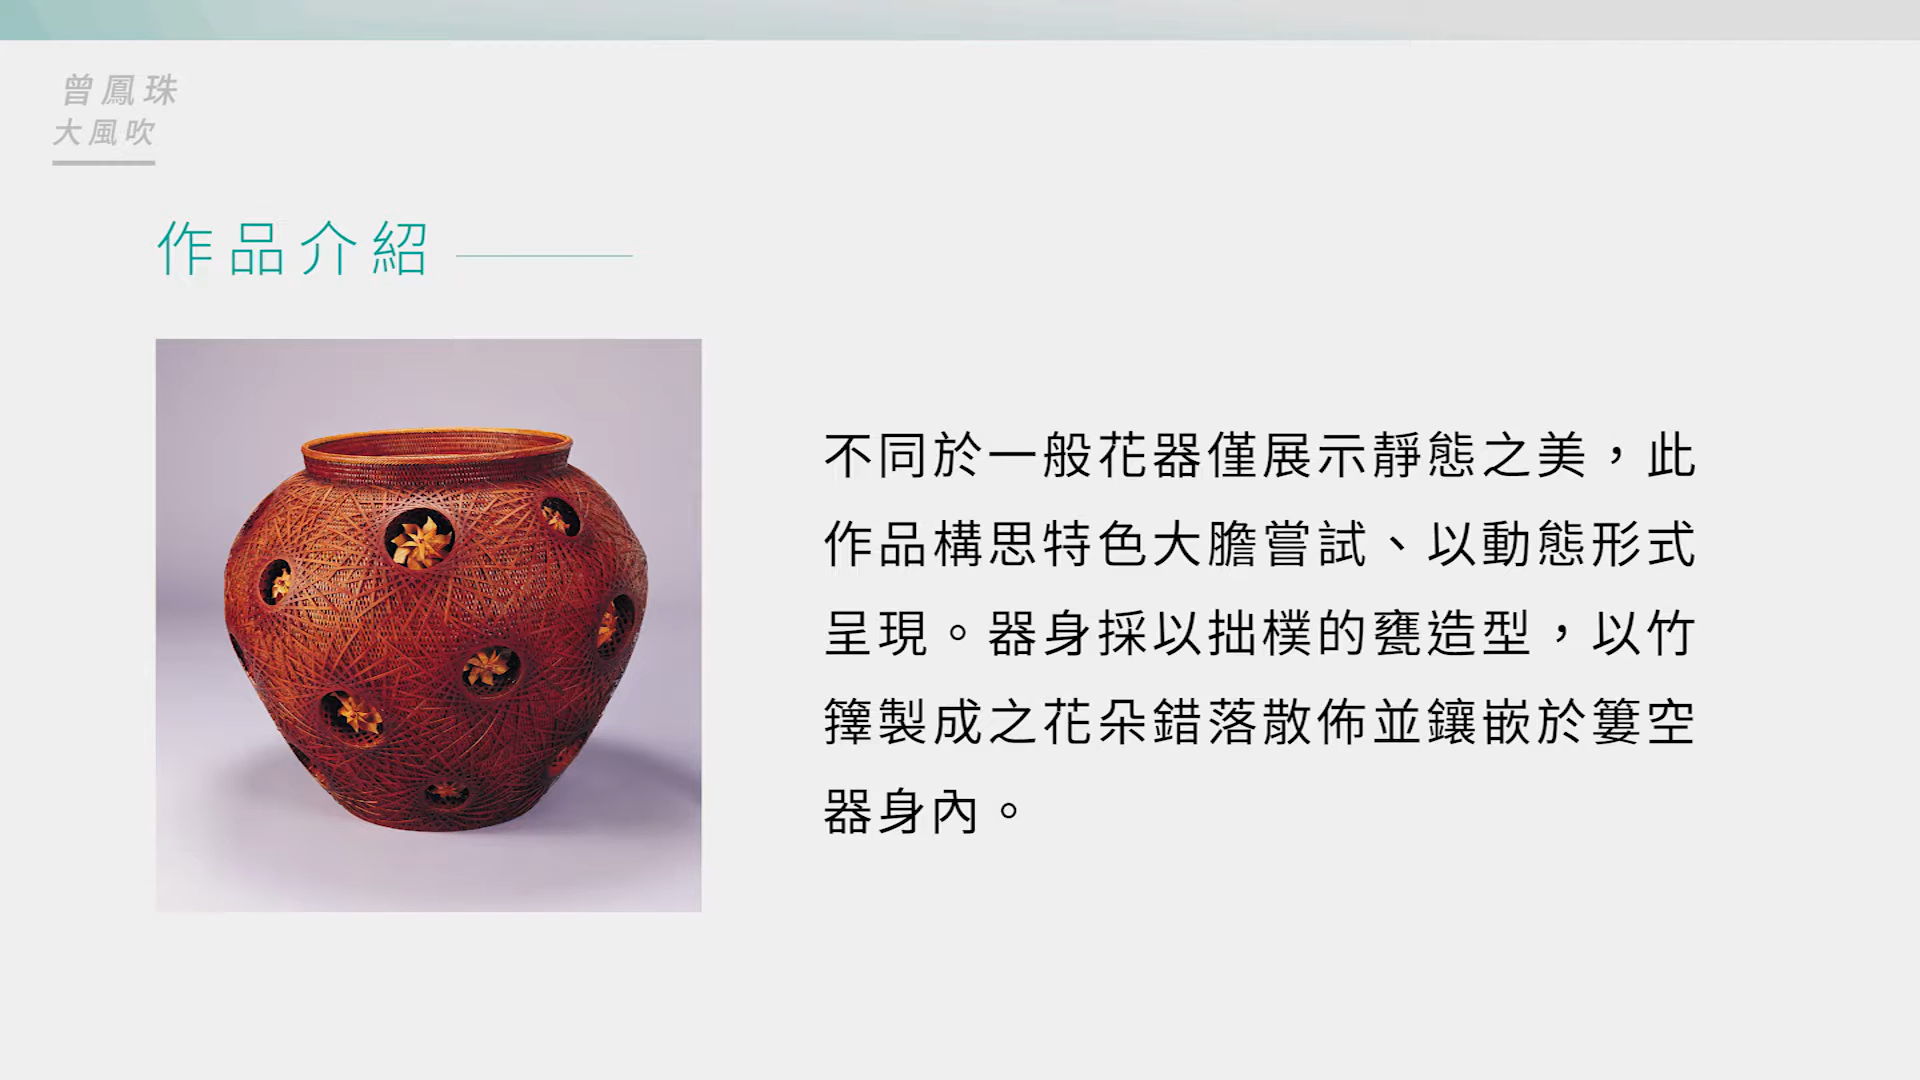 曾鳳珠
大風吹
作品介紹
不同於一般花器僅展示靜態之美，此
作品構思特色大膽嘗試、以動態形式
呈現。器身採以拙樸的甕造型，以竹
籜製成之花朵錯落散佈並鑲嵌於簍空
器身內。